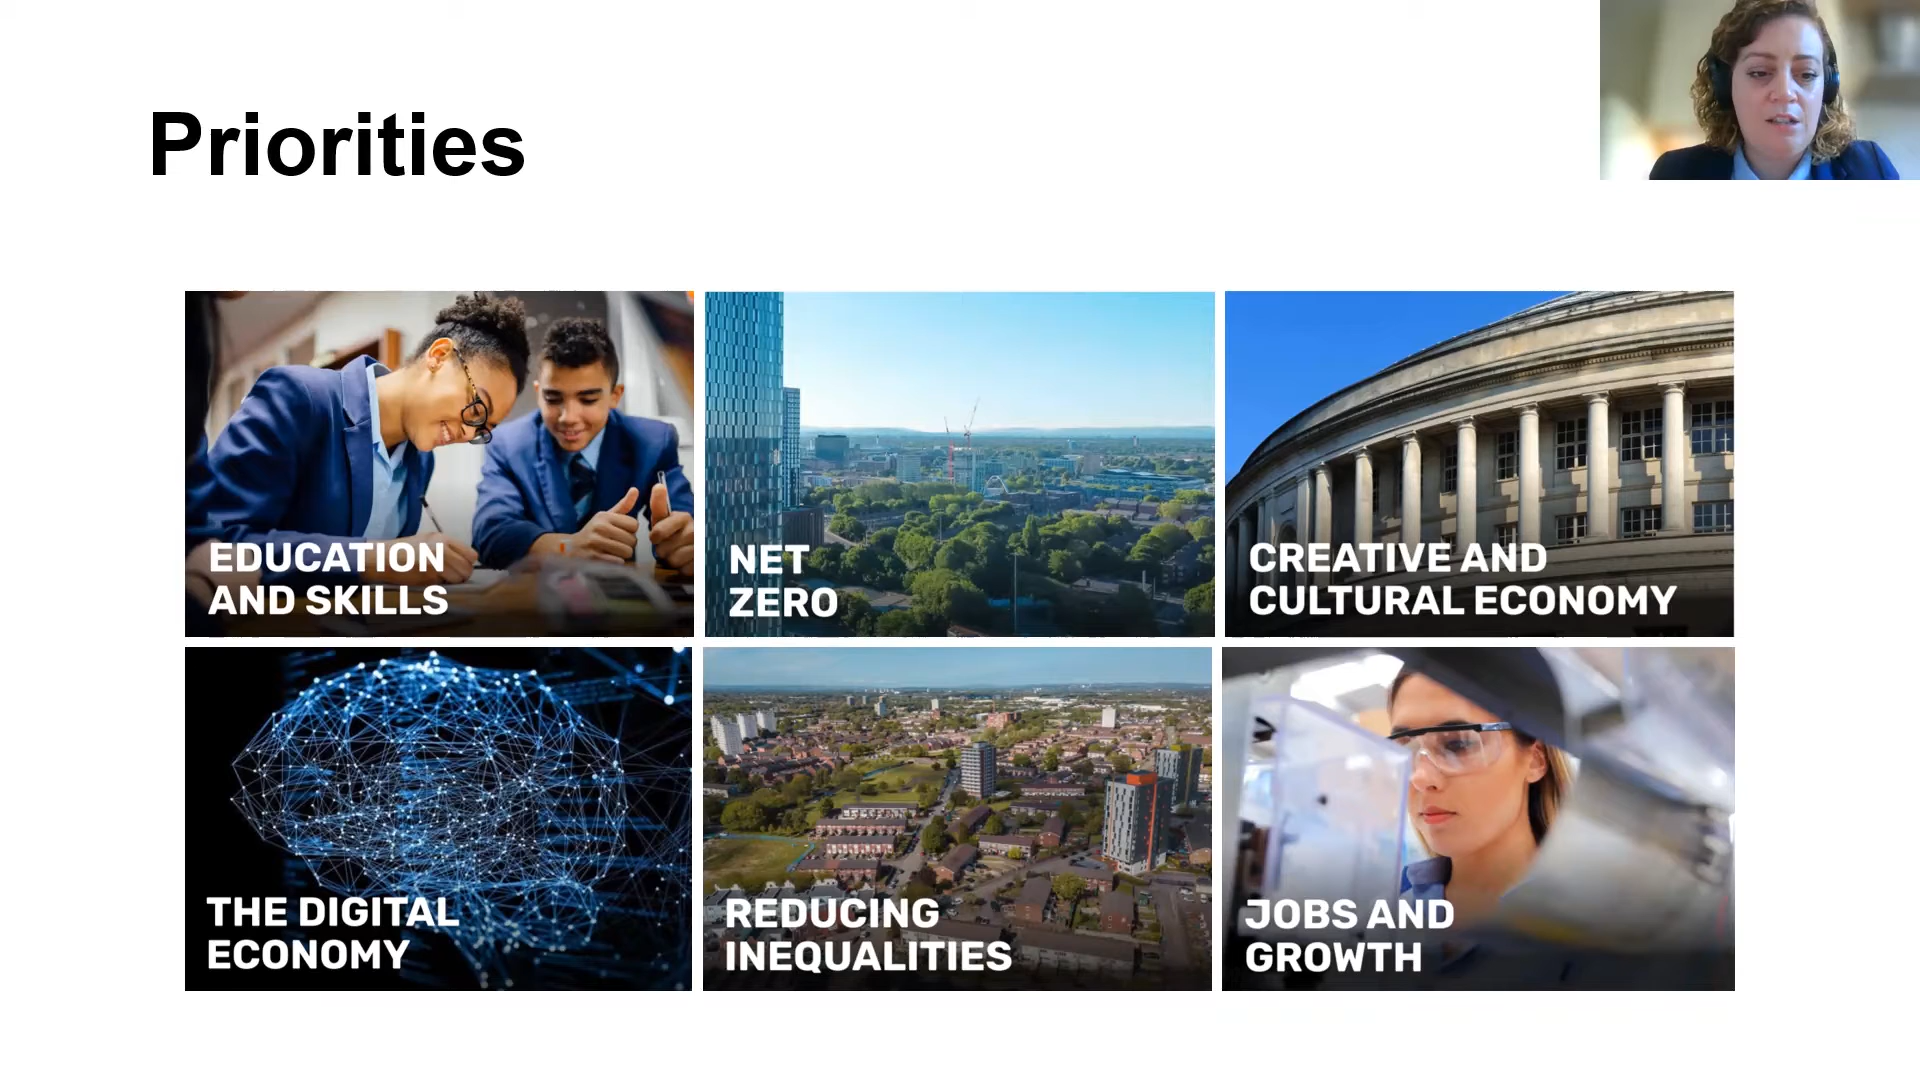 Priorities
EDUCATION
AND SKILLS
NET
ZERO
CREATIVE AND
CULTURAL ECONOMY
THE DIGITAL
ECONOMY
REDUCING
INEQUALITIES
JOBS AND
GROWTH